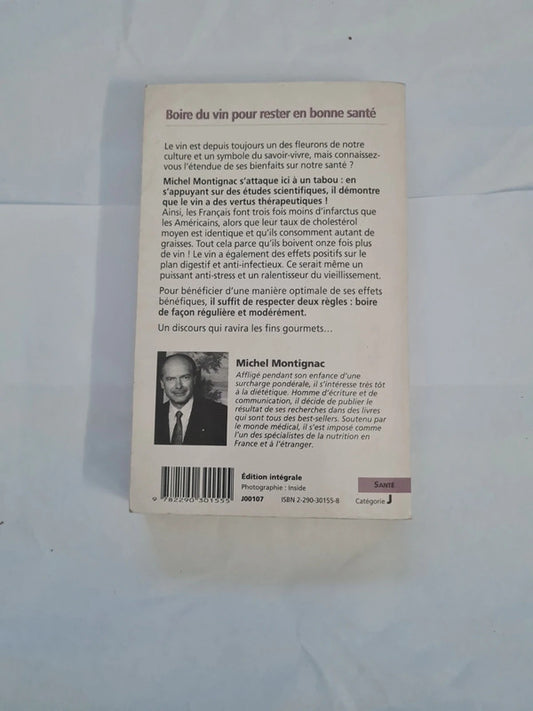 Boire du vin pour rester en bonne santé
Le vin est depuis toujours un des fleurons de notre
culture et un symbole du savoir-vivre, mais connaissez-
vous l'étendue de ses bienfaits sur notre santé ?
Michel Montignac s'attaque ici à un tabou : en
s'appuyant sur des études scientifiques, il démontre
que le vin a des vertus thérapeutiques !
Ainsi, les Français font trois fois moins d'infarctus que
les Américains, alors que leur taux de cholestérol
moyen est identique et qu'ils consomment autant de
graisses. Tout cela parce qu'ils boivent onze fois plus
de vin ! Le vin a également des effets positifs sur le
plan digestif et anti-infectieux. Ce serait même un
puissant anti-stress et un ralentisseur du vieillissement.
Pour bénéficier d'une manière optimale de ses effets
bénéfiques, il suffit de respecter deux règles : boire
de façon régulière et modérément.
Un discours qui ravira les fins gourmets...
Michel Montignac
Affligé pendant son enfance d'une
surcharge pondérale, il s'intéresse très tôt
à la diététique. Homme d'écriture et de
communication, il décide de publier le
résultat de ses recherches dans des livres
qui sont tous des best-sellers. Soutenu par
le monde médical, il s'est imposé comme
l'un des spécialistes de la nutrition en
France et à l'étranger.
Édition intégrale
Photographie : Inside
J00107 ISBN 2-290-30155-8
9 782290 301555
SANTÉ
Catégorie J